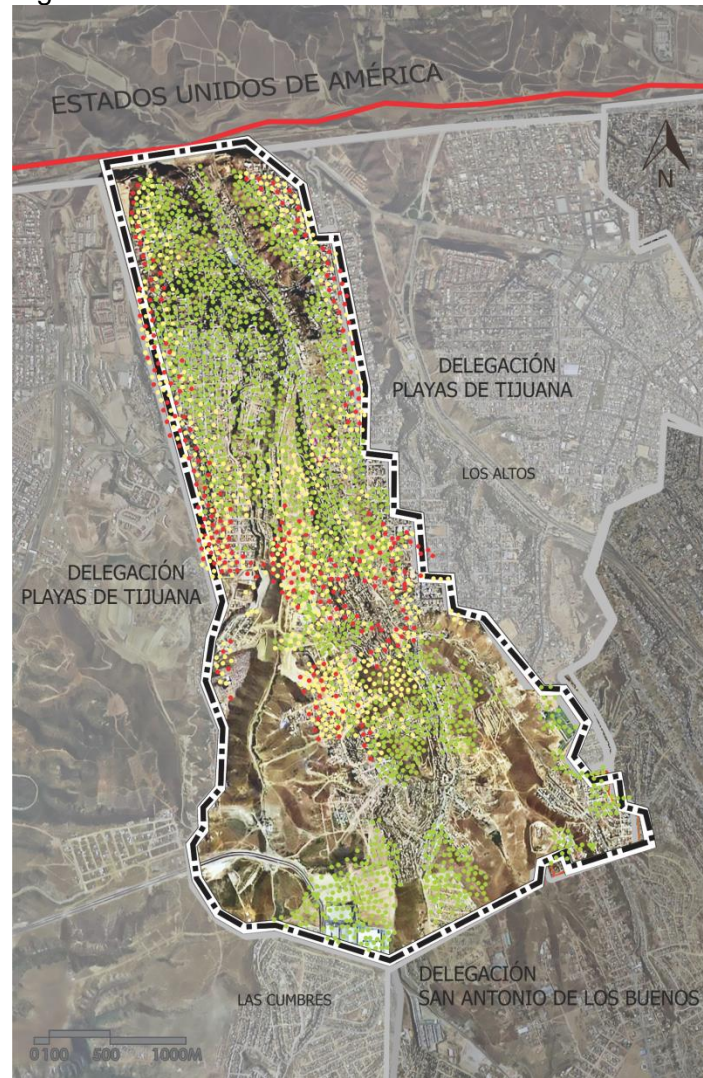 ESTADOS UNIDOS DE AMÉRICA
N
DELEGACIÓN
PLAYAS DE TIJUANA
LOS ALTOS
DELEGACIÓN
PLAYAS DE TIJUANA
DELEGACIÓN
SAN ANTONIO DE LOS BUENOS
LAS CUMBRES
0 100 500 1000M